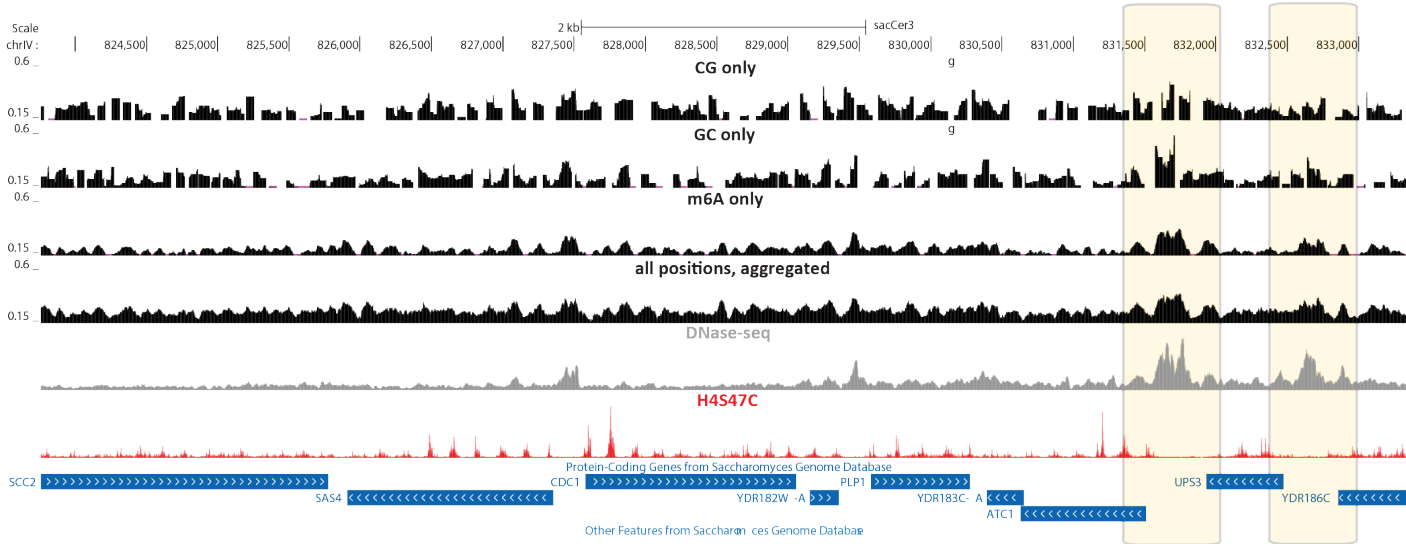 Scale 2 kb sacCer3
chrIV : 824,500 825,000 825,500 826,000 826,500 827,000 827,500 828,000 828,500 829,000 829,500 830,000 830,500 831,000 831,500 832,000 832,500 833,000
0.6 _ g
CG only
0.15 _
0.6 _ g
GC only
0.15 _
0.6 _
m6A only
0.15 _
0.6 _
all positions, aggregated
0.15 _
DNase-seq
H4S47C
Protein-Coding Genes from Saccharomyces Genome Database
SCC2 CDC1 PLP1 UPS3
SAS4 YDR182W -A YDR183C- A YDR186C
ATC1
Other Features from Saccharom ces Genome Database